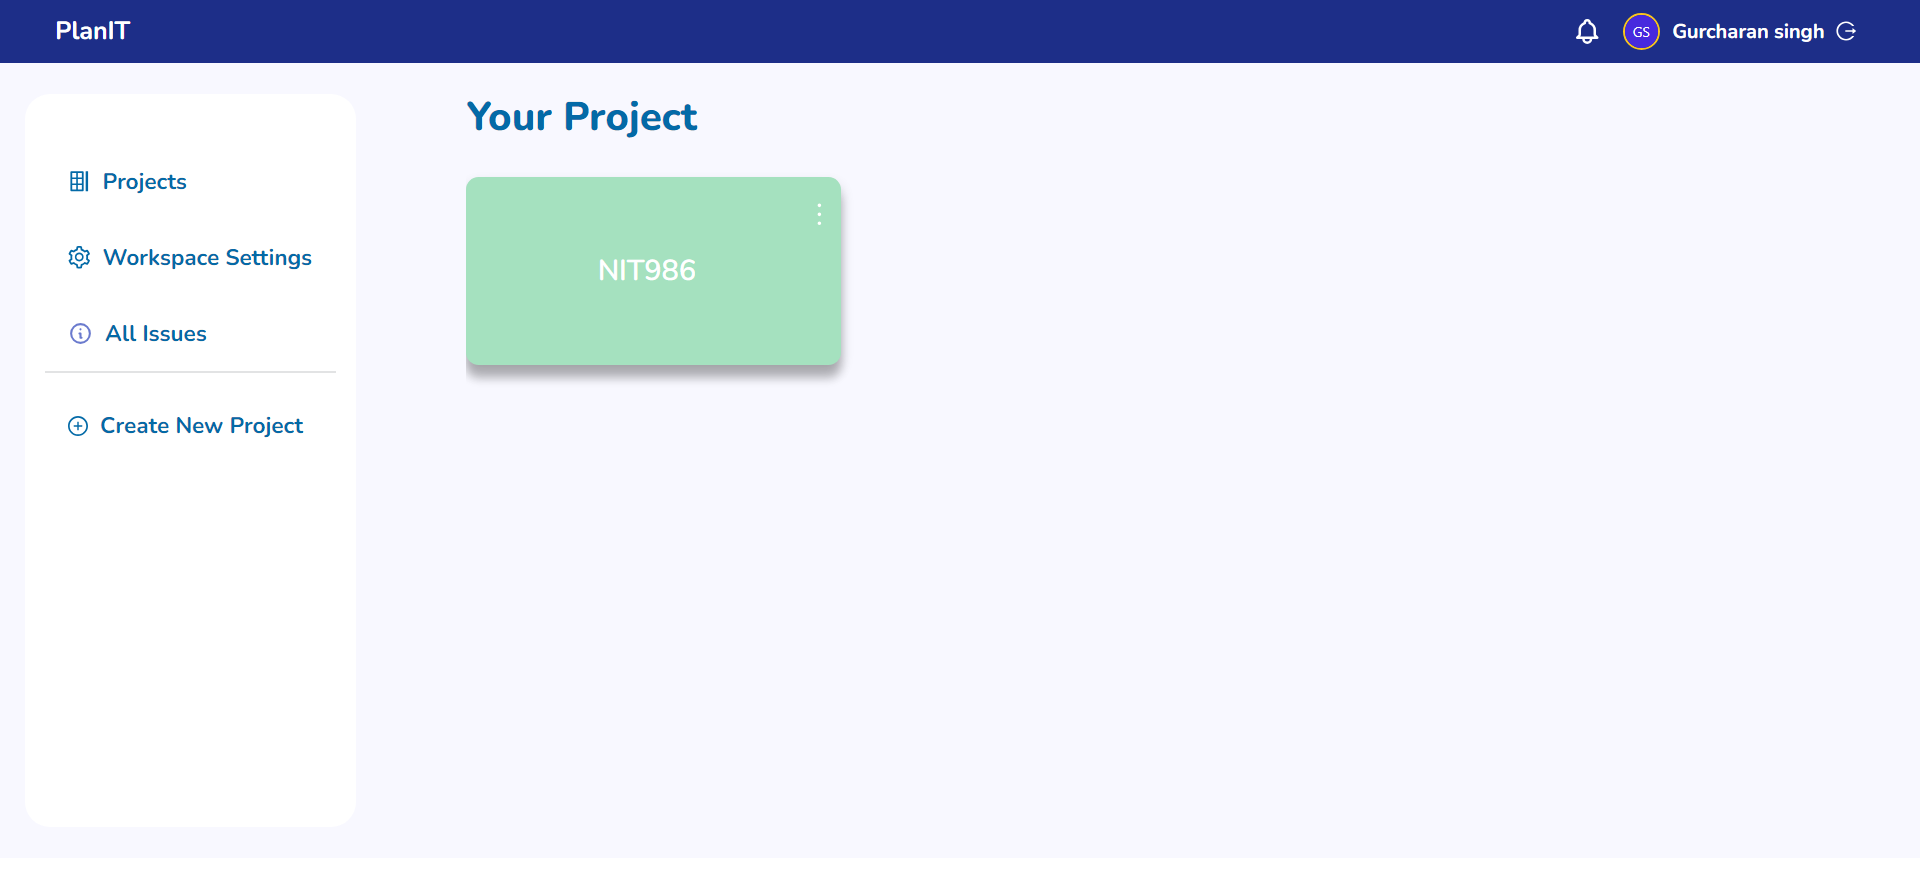 PlanIT
GS Gurcharan singh
Projects
Workspace Settings
All Issues
Create New Project
Your Project
NIT986